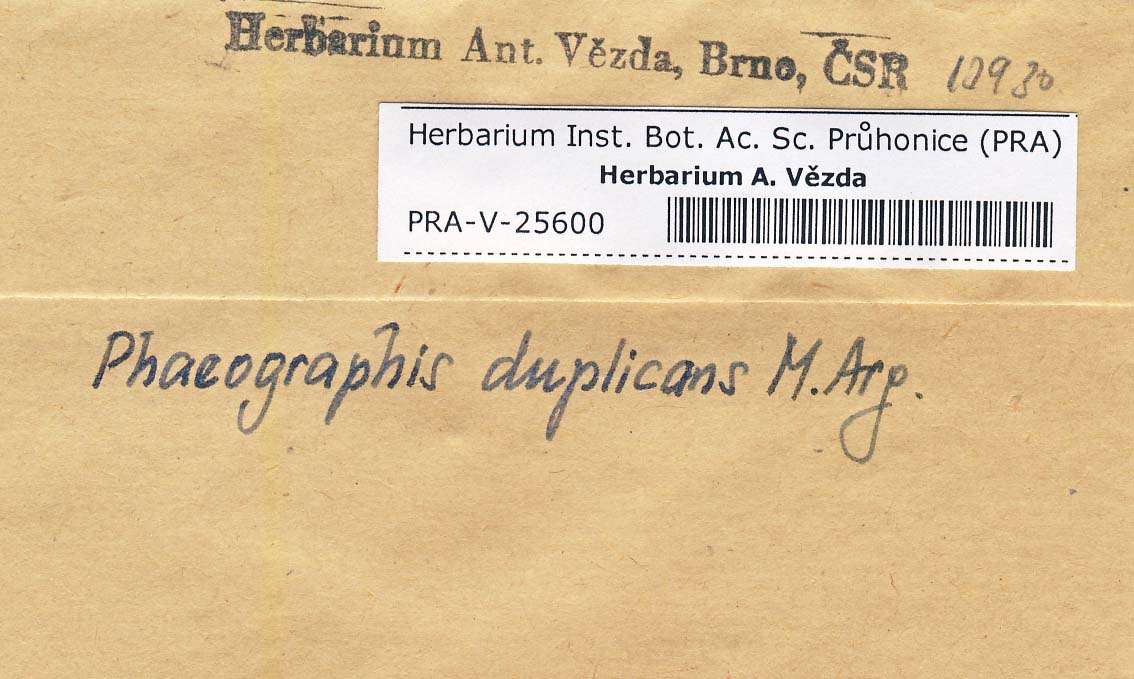 Herbarium Ant. Vězda, Brno, ČSR 10930
Herbarium Inst. Bot. Ac. Sc. Průhonice (PRA)
Herbarium A. Vězda
PRA-V-25600
Phaeographis duplicans M. Arg.